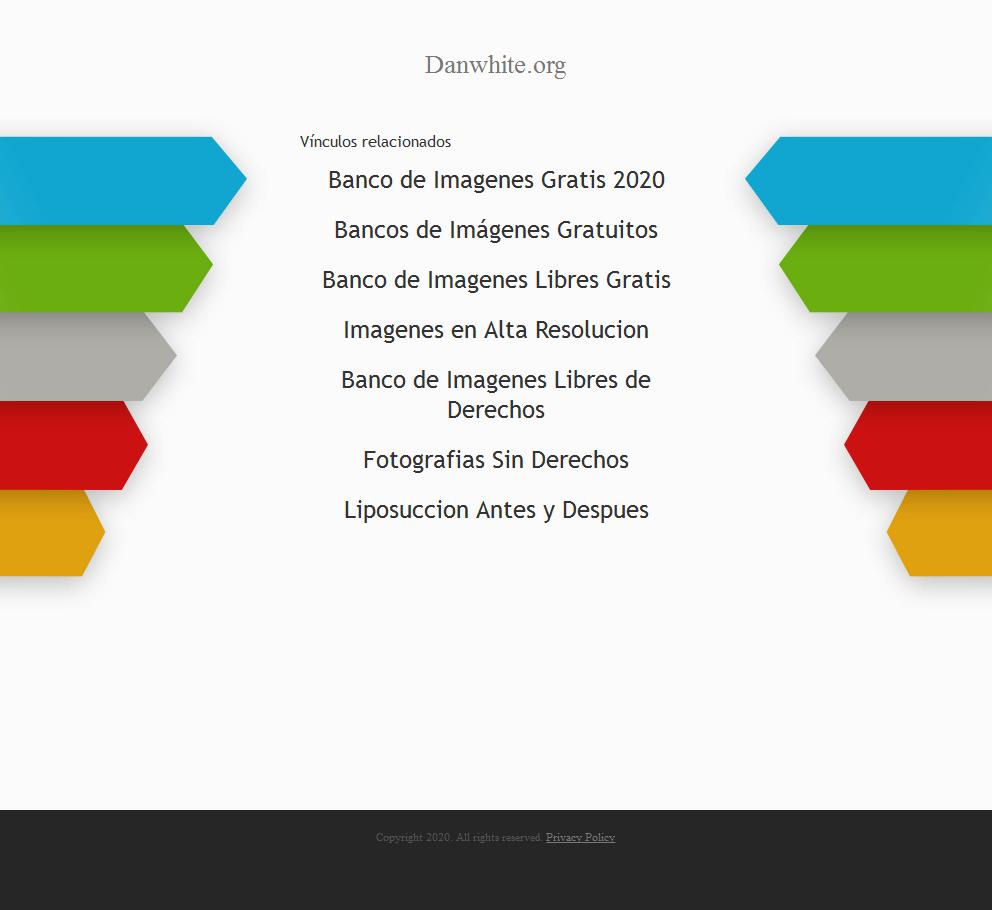 Danwhite.org
Vínculos relacionados
Banco de Imagenes Gratis 2020
Bancos de Imágenes Gratuitos
Banco de Imagenes Libres Gratis
Imagenes en Alta Resolucion
Banco de Imagenes Libres de
Derechos
Fotografias Sin Derechos
Liposuccion Antes y Despues
Copyright 2020. All rights reserved. Privacy Policy